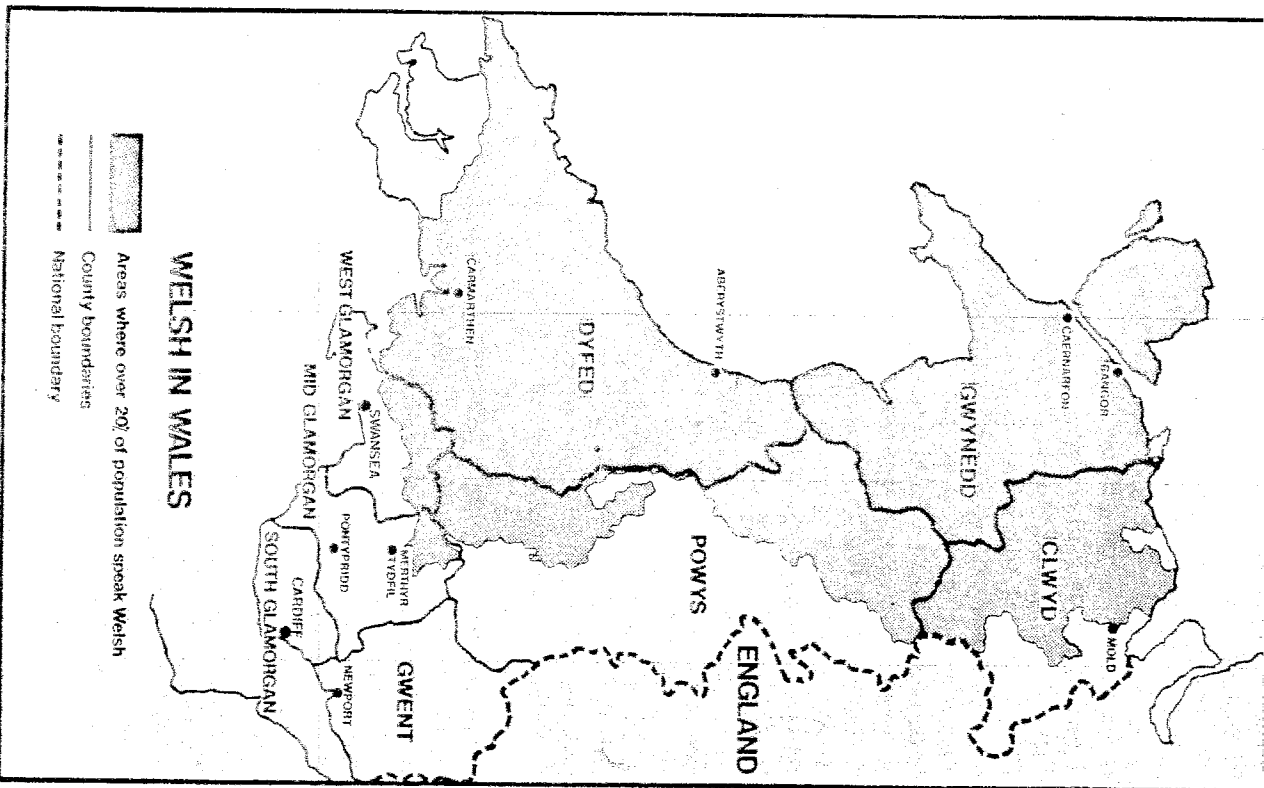 BANGOR
CAERNARFON
GWYNEDD
CLWYD
MOLD
ABERYSTWYTH
POWYS
ENGLAND
DYFED
CARMARTHEN
MERTHYR
TYDFIL
GWENT
SWANSEA
WEST GLAMORGAN
PONTYPRIDD
NEWPORT
MID GLAMORGAN
CARDIFF
SOUTH GLAMORGAN
WELSH IN WALES
Areas where over 20% of population speak Welsh
County boundaries
National boundary